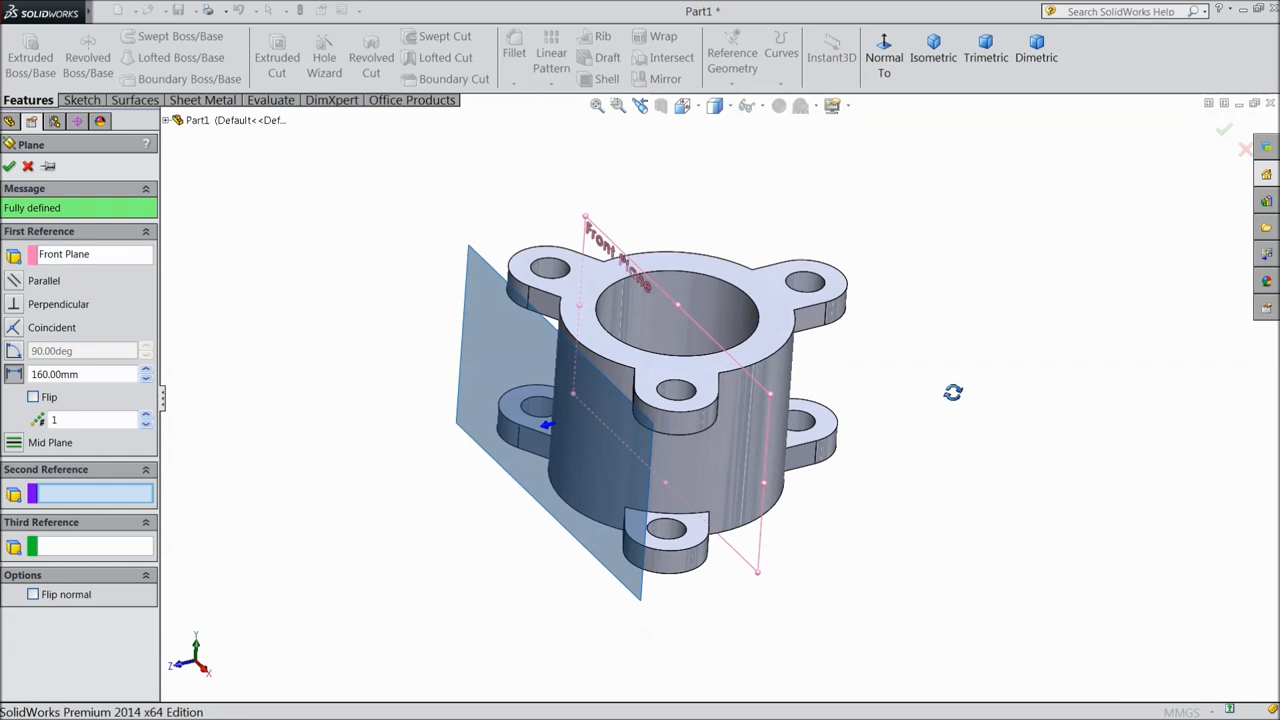 SOLIDWORKS
Part1 *
Search SolidWorks Help
Extruded Boss/Base
Revolved Boss/Base
Swept Boss/Base
Lofted Boss/Base
Boundary Boss/Base
Extruded Cut
Hole Wizard
Revolved Cut
Swept Cut
Lofted Cut
Boundary Cut
Fillet
Linear Pattern
Rib
Draft
Shell
Wrap
Intersect
Mirror
Reference Geometry
Curves
Instant3D
Normal To
Isometric
Trimetric
Dimetric
Features
Sketch
Surfaces
Sheet Metal
Evaluate
DimXpert
Office Products
Part1 (Default<<Def...
Plane
?
Message
Fully defined
First Reference
Front Plane
Parallel
Perpendicular
Coincident
90.00deg
160.00mm
Flip
1
Mid Plane
Second Reference
Third Reference
Options
Flip normal
Front Plane
Y
Z
X
SolidWorks Premium 2014 x64 Edition
MMGS